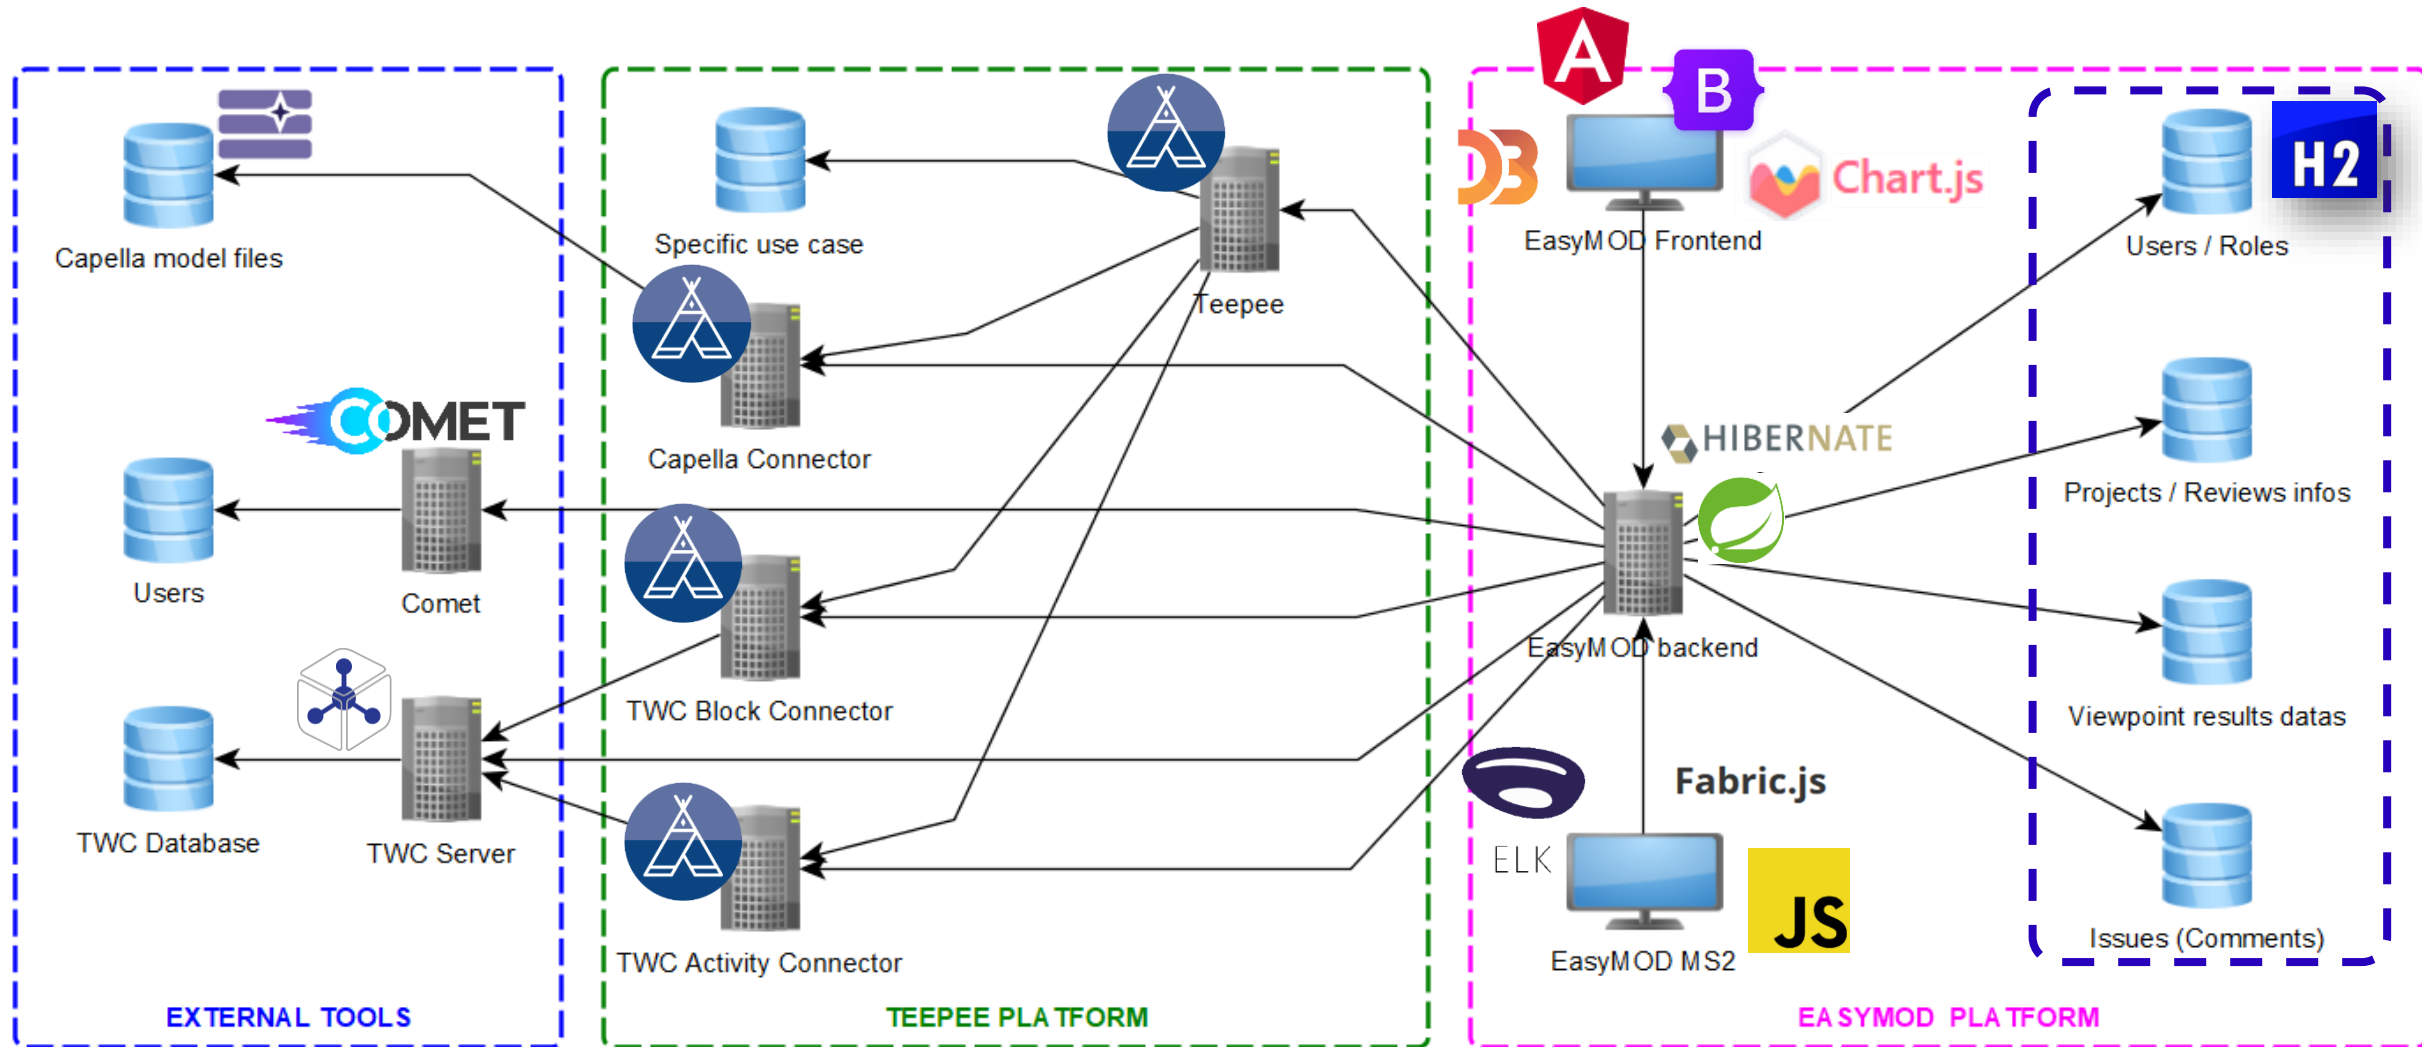 Capella model files
COMET
Users
Comet
TWC Database
TWC Server
EXTERNAL TOOLS
Specific use case
Teepee
Capella Connector
TWC Block Connector
TWC Activity Connector
TEEPEE PLATFORM
A
B
D3
Chart.js
EasyMOD Frontend
HIBERNATE
EasyMOD backend
Fabric.js
ELK
JS
EasyMOD MS2
H2
Users / Roles
Projects / Reviews infos
Viewpoint results datas
Issues (Comments)
EASYMOD PLATFORM